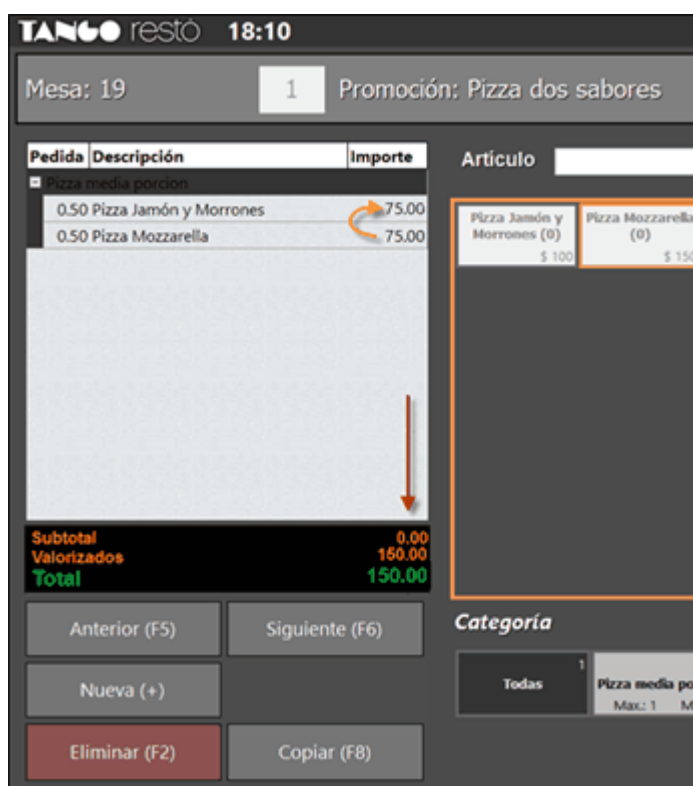 TANGO restó 18:10
Mesa: 19 1 Promoción: Pizza dos sabores
Pedida Descripción Importe
Pizza media porcion
0.50 Pizza Jamón y Morrones 75.00
0.50 Pizza Mozzarella 75.00
Subtotal 0.00
Valorizados 150.00
Total 150.00
Anterior (F5) Siguiente (F6)
Nueva (+)
Eliminar (F2) Copiar (F8)
Artículo
Pizza Jamón y
Morrones (0)
$ 100
Pizza Mozzarella
(0)
$ 150
Categoría
Todas
1
Pizza media po
Max.: 1 M